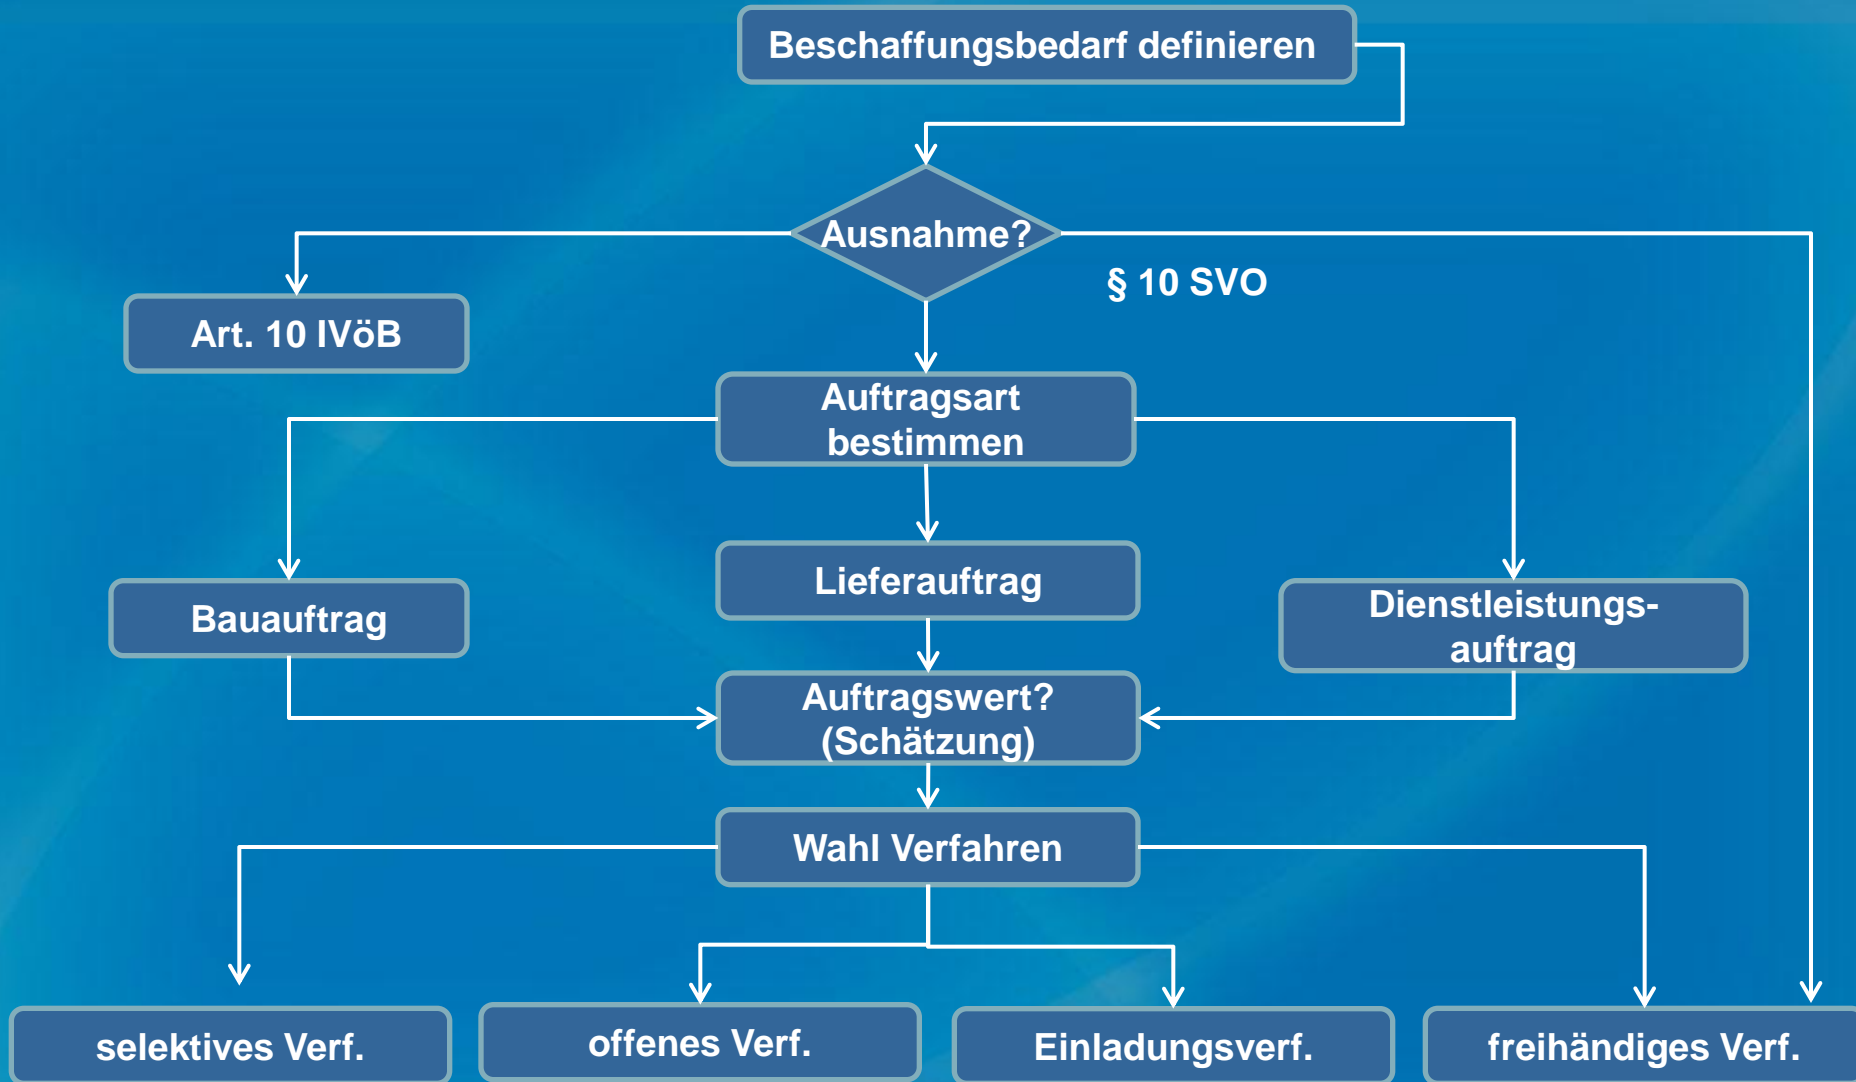 Beschaffungsbedarf definieren
Ausnahme?
§ 10 SVO
Art. 10 IVöB
Auftragsart
bestimmen
Lieferauftrag
Bauauftrag
Dienstleistungs-
auftrag
Auftragswert?
(Schätzung)
Wahl Verfahren
selektives Verf.
offenes Verf.
Einladungsverf.
freihändiges Verf.